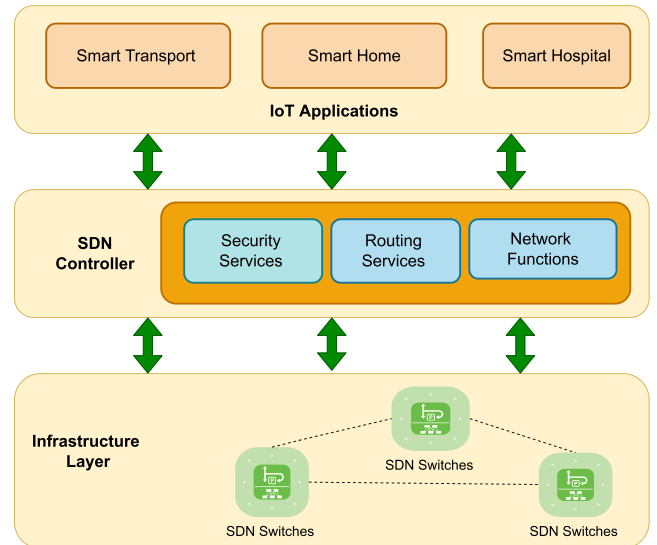 Smart Transport
Smart Home
Smart Hospital
IoT Applications
SDN
Controller
Security
Services
Routing
Services
Network
Functions
Infrastructure
Layer
P
SDN Switches
P
SDN Switches
P
SDN Switches